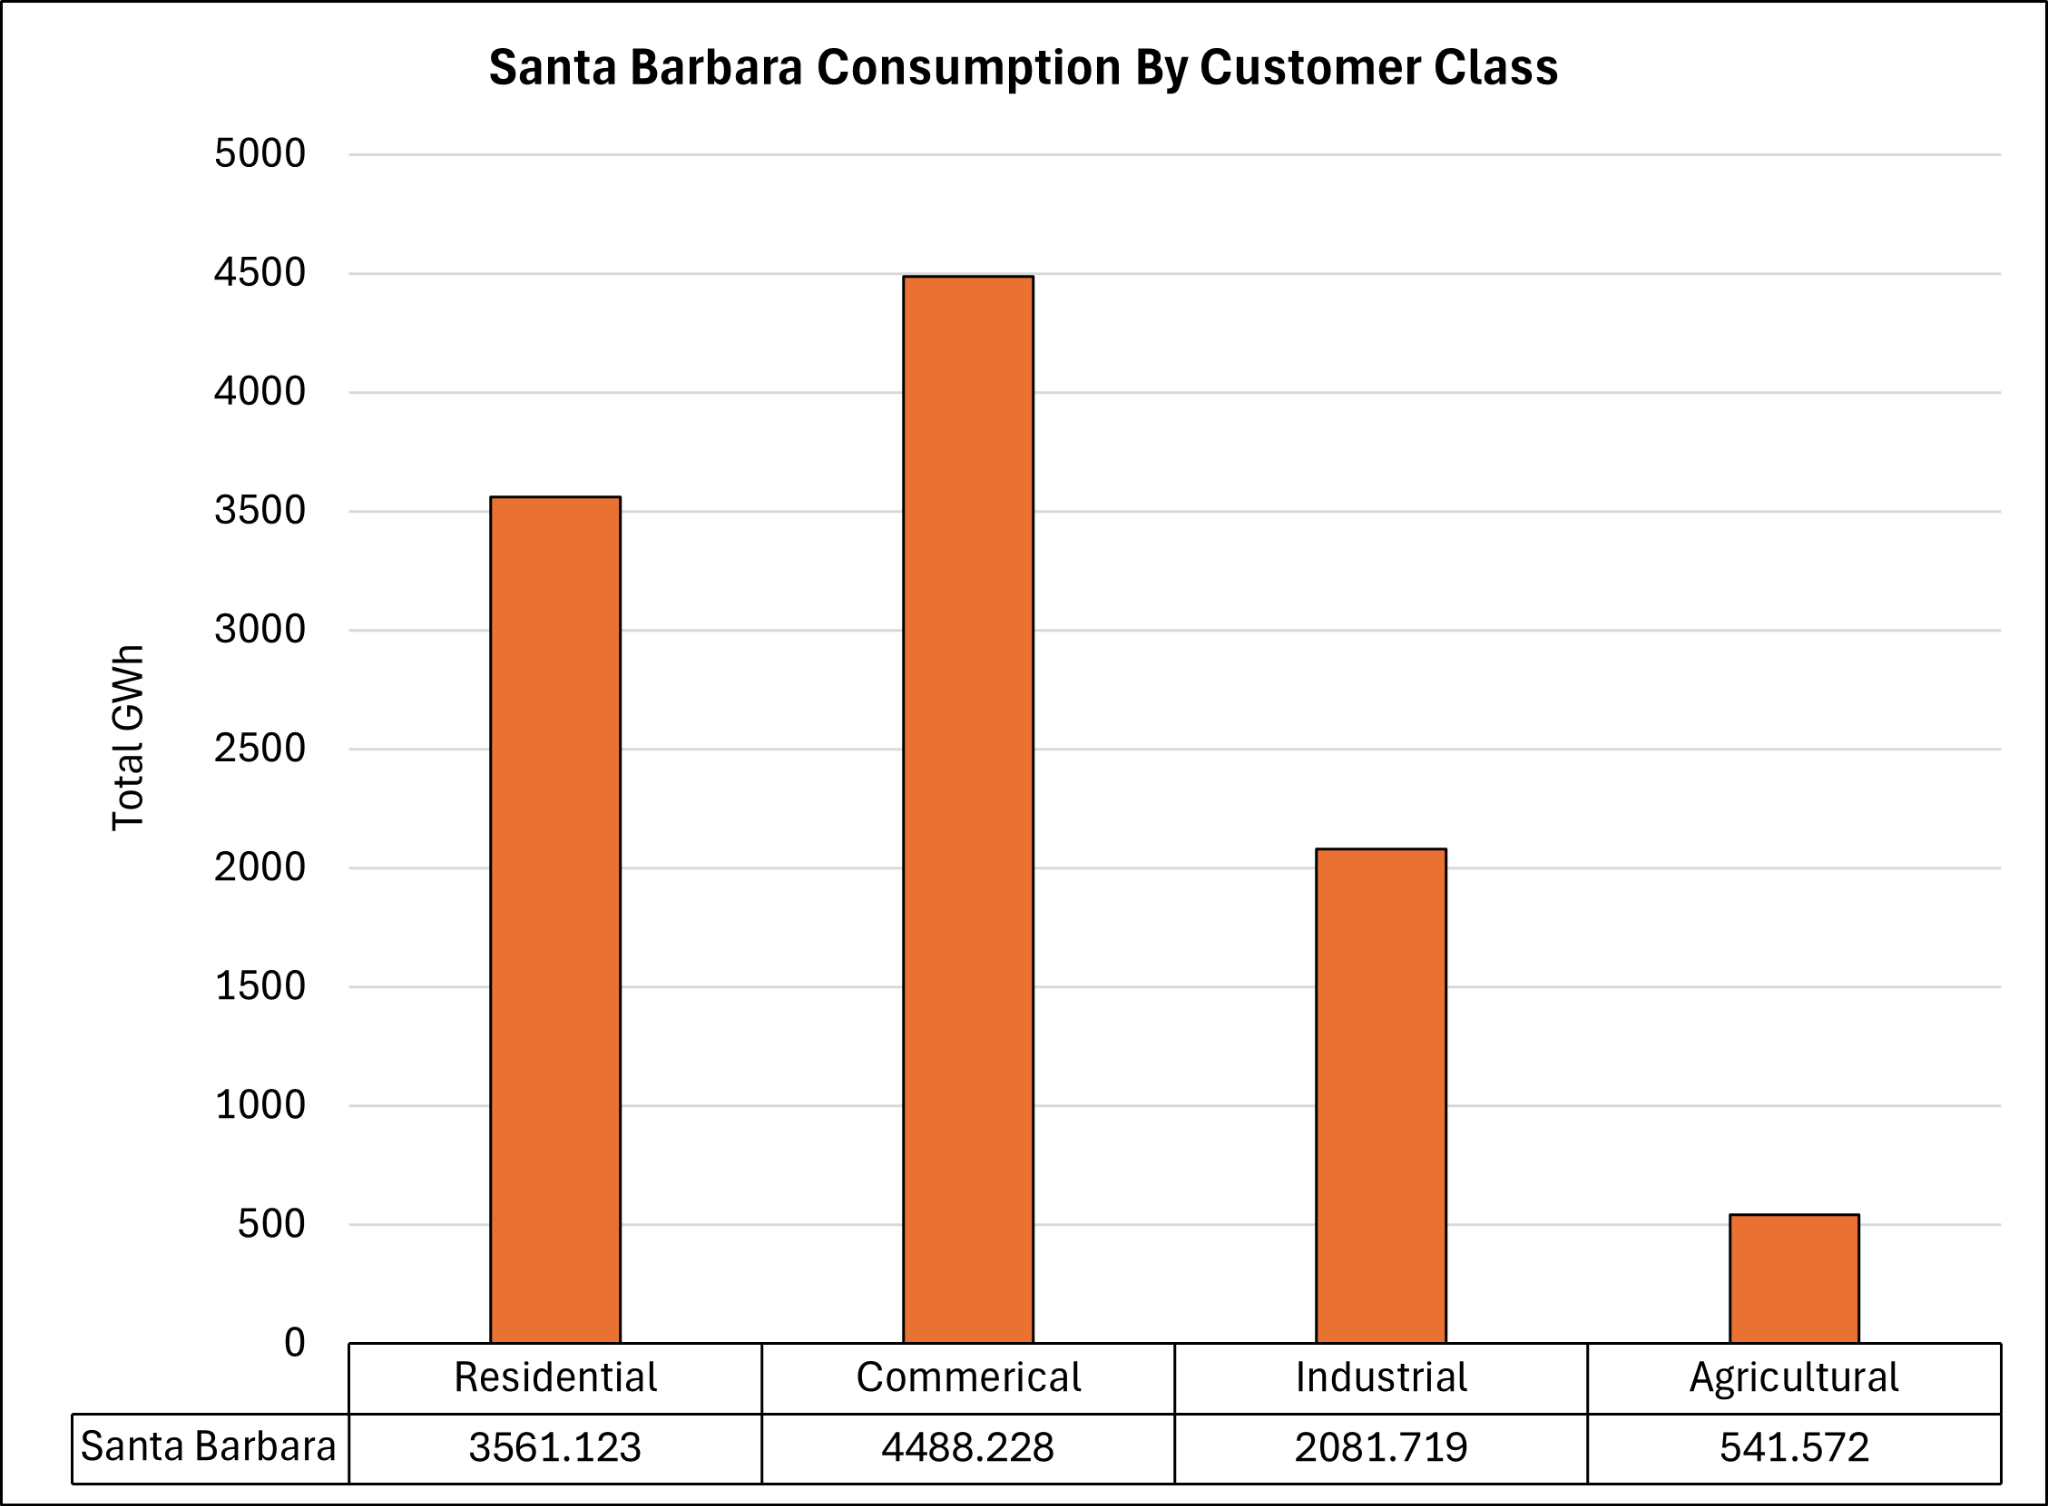 Santa Barbara Consumption By Customer Class
5000
4500
4000
3500
3000
2500
2000
1500
1000
500
0
Total GWh
Residential Commerical Industrial Agricultural
Santa Barbara 3561.123 4488.228 2081.719 541.572